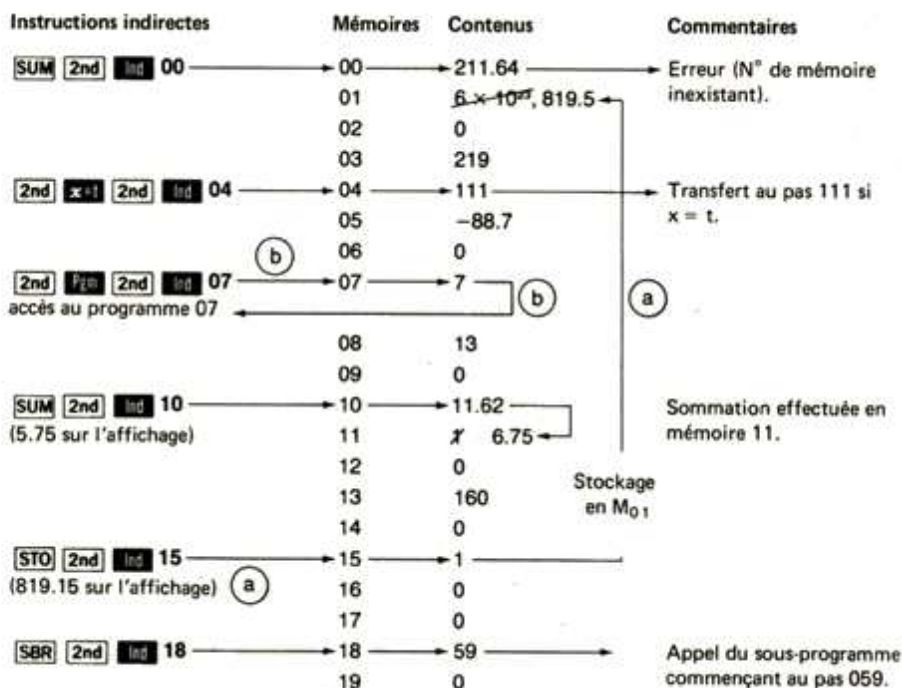 Instructions indirectes Mémoires Contenus Commentaires
SUM 2nd Ind 00 00 211.64 Erreur (N° de mémoire
01 6 × 10²³, 819.5 inexistant).
02 0
03 219
2nd x=t 2nd Ind 04 04 111 Transfert au pas 111 si
05 −88.7 x = t.
06 0
b
2nd Pgm 2nd Ind 07 07 7 b a
accès au programme 07
08 13
09 0
SUM 2nd Ind 10 10 11.62 Sommation effectuée en
(5.75 sur l'affichage) 11 1 6.75 mémoire 11.
12 0
Stockage
13 160
en M01
14 0
STO 2nd Ind 15 15 1
(819.15 sur l'affichage) a 16 0
17 0
SBR 2nd Ind 18 18 59 Appel du sous-programme
19 0 commençant au pas 059.